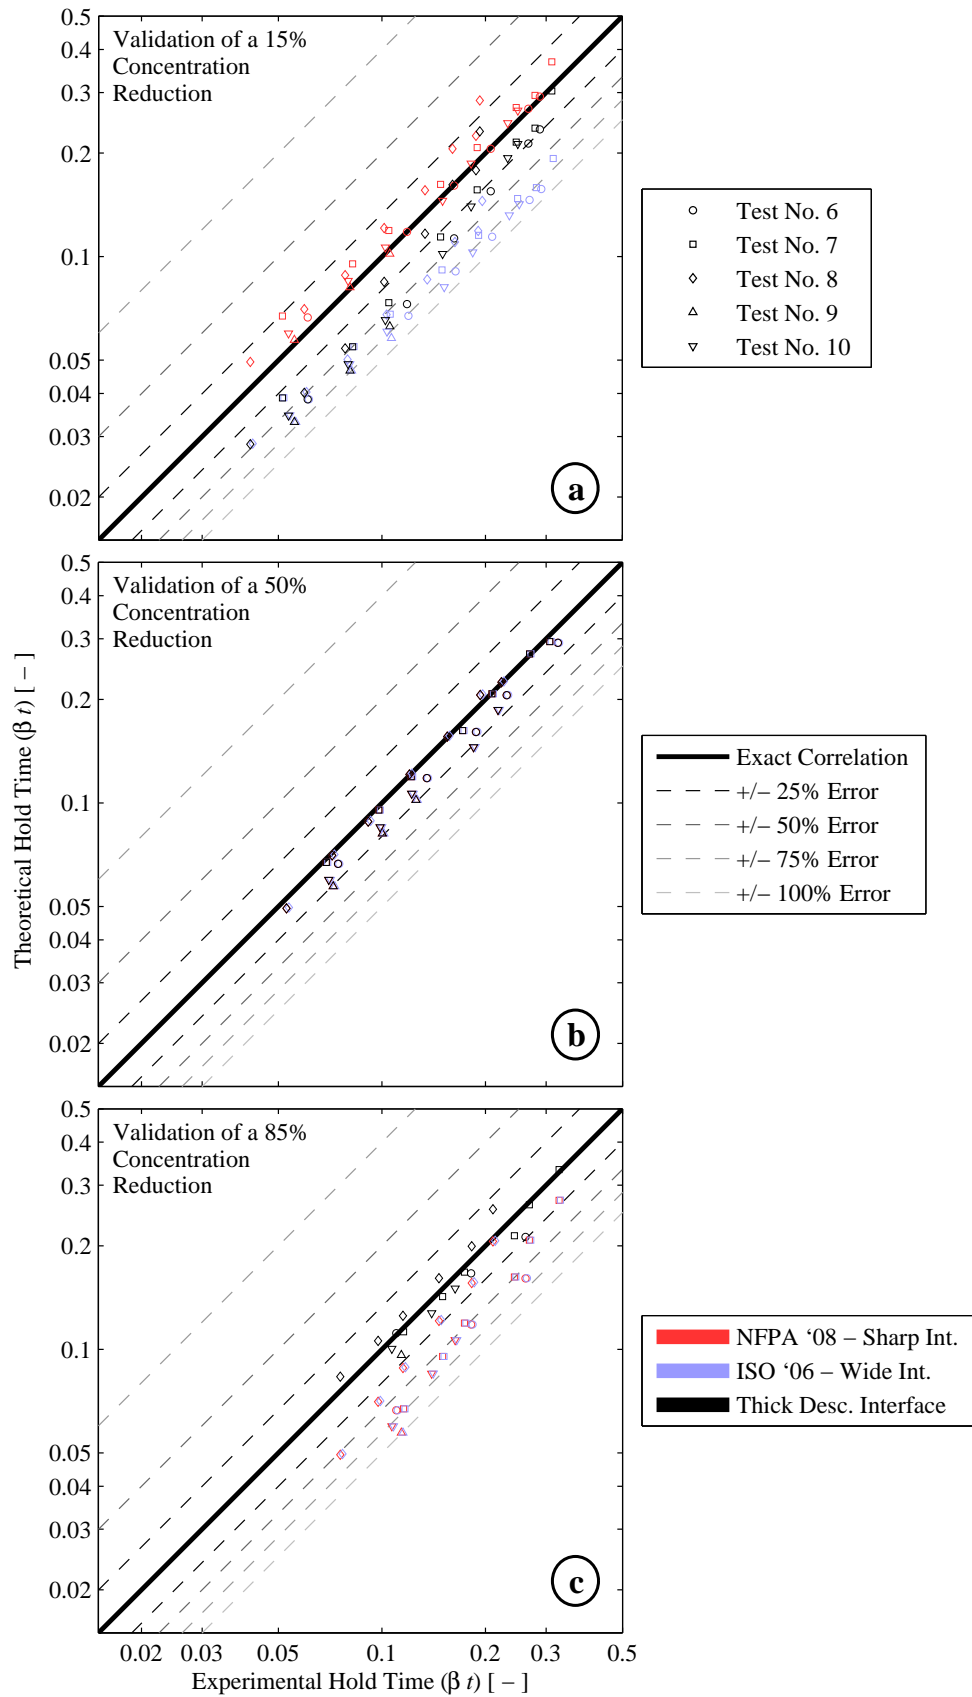 0.5
Validation of a 15%
Concentration
Reduction
0.4
0.3
0.2
0.1
0.05
0.04
0.03
0.02
a
Test No. 6
Test No. 7
Test No. 8
Test No. 9
Test No. 10
Theoretical Hold Time (β t) [ − ]
0.5
Validation of a 50%
Concentration
Reduction
0.4
0.3
0.2
0.1
0.05
0.04
0.03
0.02
b
Exact Correlation
+/− 25% Error
+/− 50% Error
+/− 75% Error
+/− 100% Error
0.5
Validation of a 85%
Concentration
Reduction
0.4
0.3
0.2
0.1
0.05
0.04
0.03
0.02
c
NFPA ‘08 – Sharp Int.
ISO ‘06 – Wide Int.
Thick Desc. Interface
0.02 0.03 0.05 0.1 0.2 0.3 0.5
Experimental Hold Time (β t) [ − ]